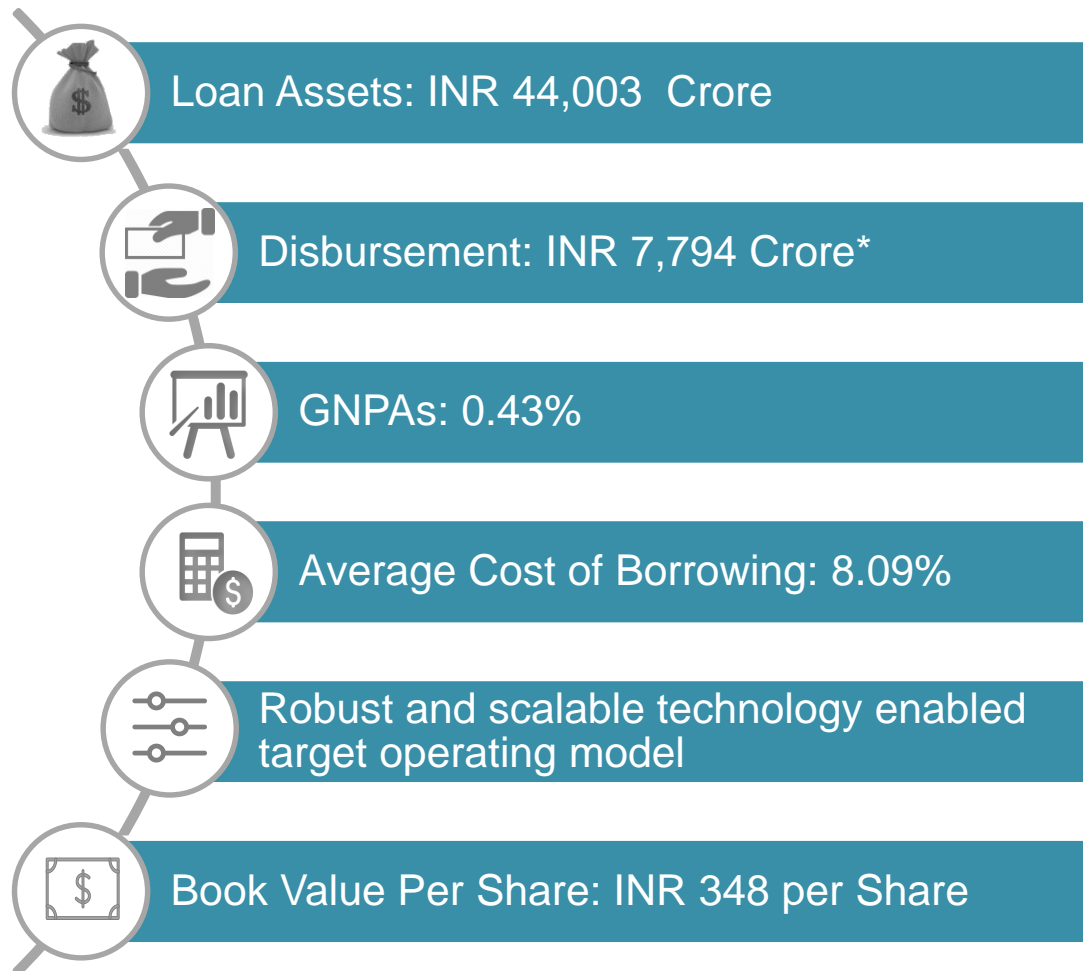 $
Loan Assets: INR 44,003 Crore
Disbursement: INR 7,794 Crore*
GNPAs: 0.43%
$
Average Cost of Borrowing: 8.09%
Robust and scalable technology enabled
target operating model
$
Book Value Per Share: INR 348 per Share